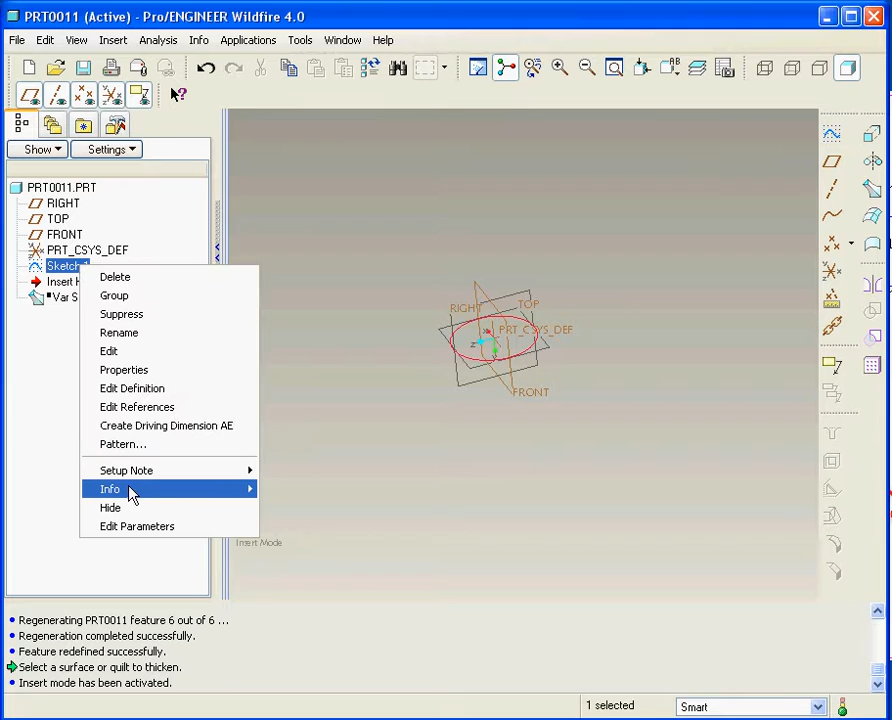 PRT0011 (Active) - Pro/ENGINEER Wildfire 4.0
File Edit View Insert Analysis Info Applications Tools Window Help
Show Settings
PRT0011.PRT
RIGHT
TOP
FRONT
PRT_CSYS_DEF
Sketch
Insert
Var S
Delete
Group
Suppress
Rename
Edit
Properties
Edit Definition
Edit References
Create Driving Dimension AE
Pattern...
Setup Note
Info
Hide
Edit Parameters
RIGHT
TOP
PRT_CSYS_DEF
FRONT
Insert Mode
Regenerating PRT0011 feature 6 out of 6 ...
Regeneration completed successfully.
Feature redefined successfully.
Select a surface or quilt to thicken.
Insert mode has been activated.
1 selected
Smart